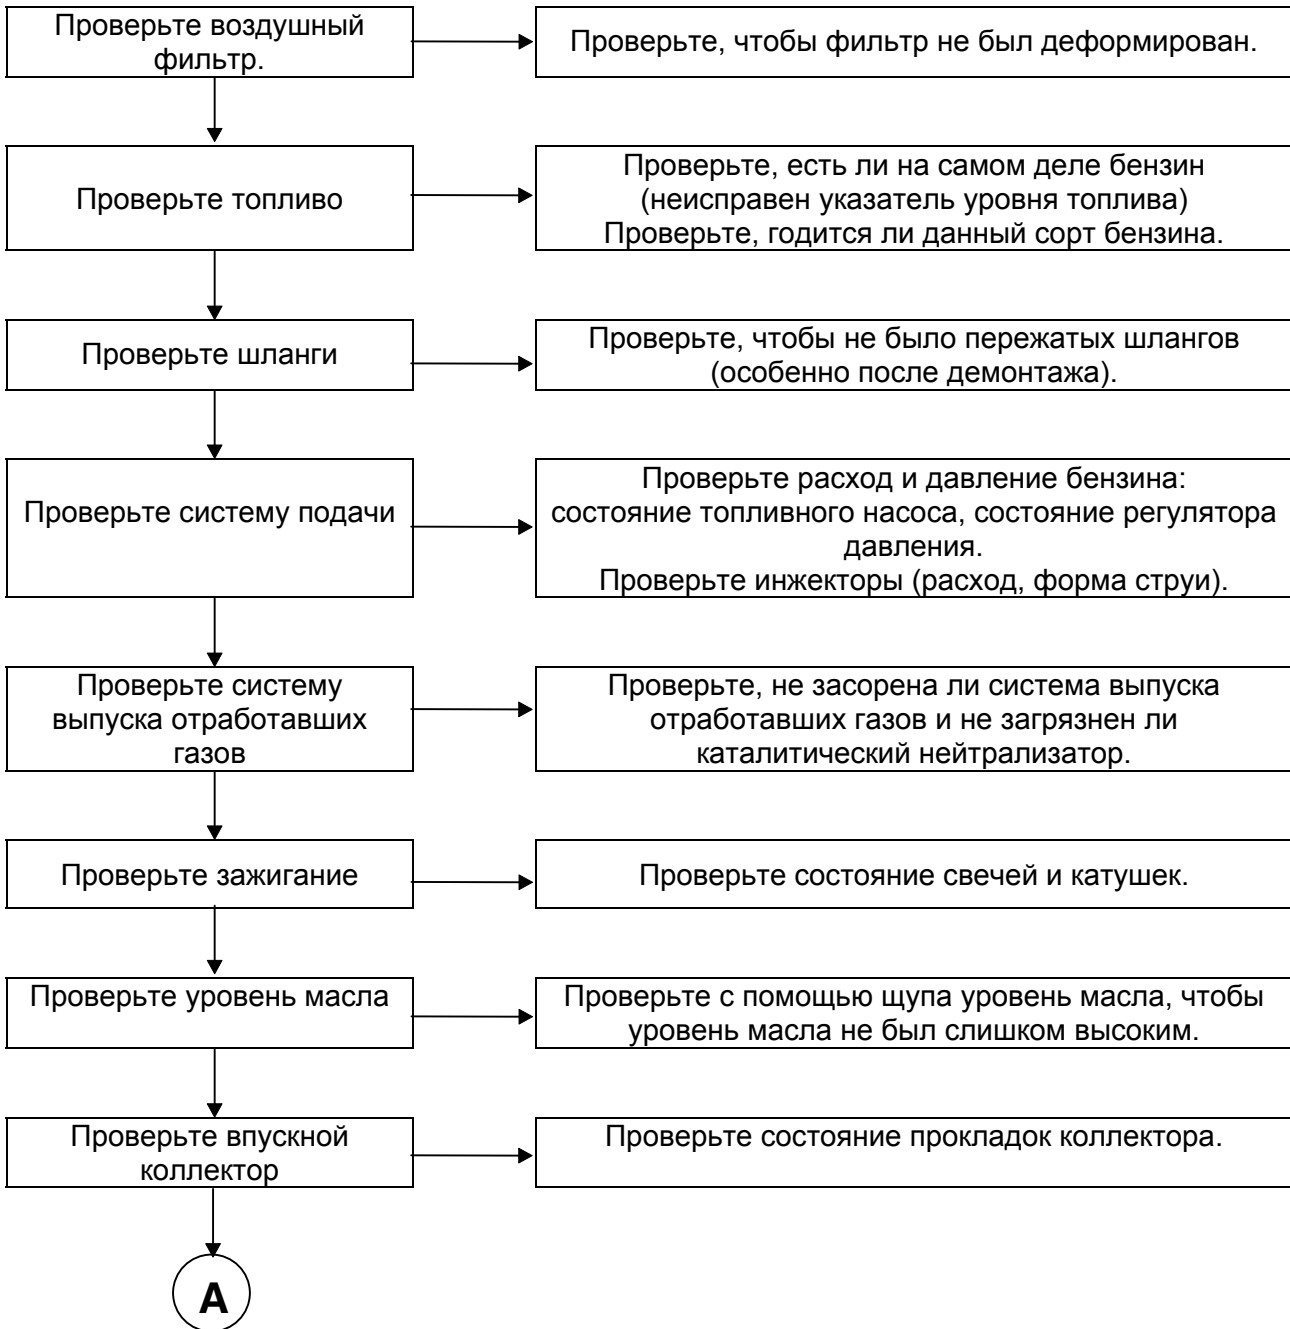 Проверьте воздушный
фильтр.
Проверьте, чтобы фильтр не был деформирован.
Проверьте топливо
Проверьте, есть ли на самом деле бензин
(неисправен указатель уровня топлива)
Проверьте, годится ли данный сорт бензина.
Проверьте шланги
Проверьте, чтобы не было пережатых шлангов
(особенно после демонтажа).
Проверьте систему подачи
Проверьте расход и давление бензина:
состояние топливного насоса, состояние регулятора
давления.
Проверьте инжекторы (расход, форма струи).
Проверьте систему
выпуска отработавших
газов
Проверьте, не засорена ли система выпуска
отработавших газов и не загрязнен ли
каталитический нейтрализатор.
Проверьте зажигание
Проверьте состояние свечей и катушек.
Проверьте уровень масла
Проверьте с помощью щупа уровень масла, чтобы
уровень масла не был слишком высоким.
Проверьте впускной
коллектор
Проверьте состояние прокладок коллектора.
А